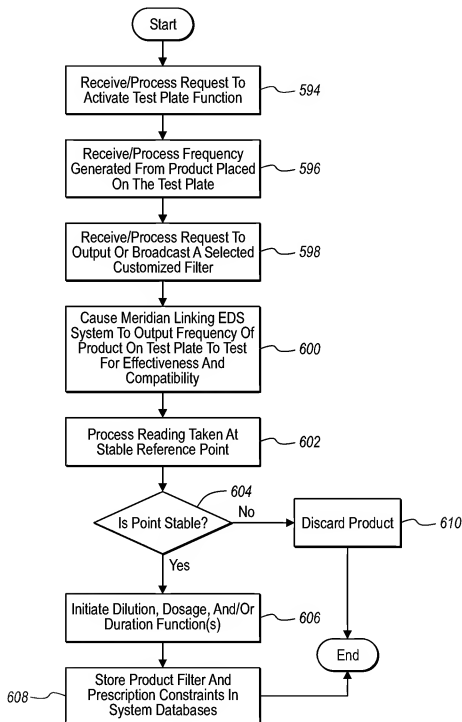 Start
Receive/Process Request To
Activate Test Plate Function
594
Receive/Process Frequency
Generated From Product Placed
On The Test Plate
596
Receive/Process Request To
Output Or Broadcast A Selected
Customized Filter
598
Cause Meridian Linking EDS
System To Output Frequency Of
Product On Test Plate To Test
For Effectiveness And
Compatibility
600
Process Reading Taken At
Stable Reference Point
602
604
Is Point Stable?
No
Discard Product
610
Yes
Initiate Dilution, Dosage, And/Or
Duration Function(s)
606
End
608
Store Product Filter And
Prescription Constraints In
System Databases